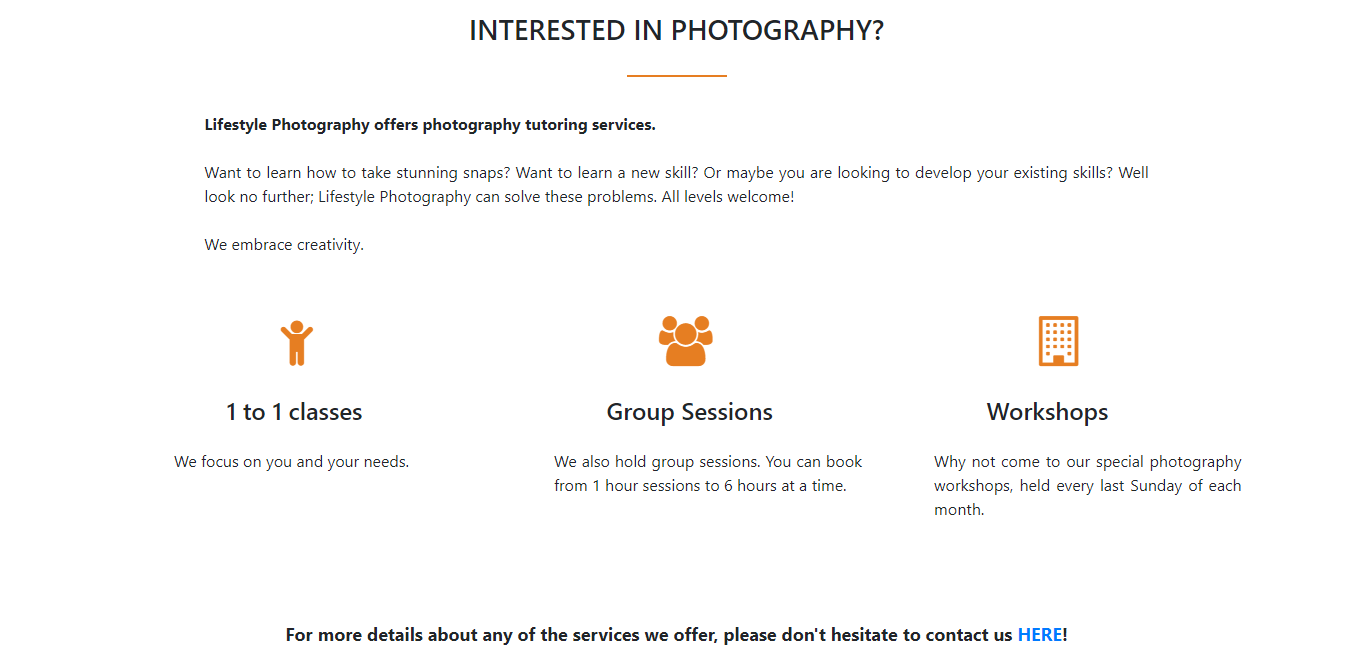 INTERESTED IN PHOTOGRAPHY?
Lifestyle Photography offers photography tutoring services.
Want to learn how to take stunning snaps? Want to learn a new skill? Or maybe you are looking to develop your existing skills? Well
look no further; Lifestyle Photography can solve these problems. All levels welcome!
We embrace creativity.
1 to 1 classes
We focus on you and your needs.
Group Sessions
We also hold group sessions. You can book
from 1 hour sessions to 6 hours at a time.
Workshops
Why not come to our special photography
workshops, held every last Sunday of each
month.
For more details about any of the services we offer, please don't hesitate to contact us HERE!